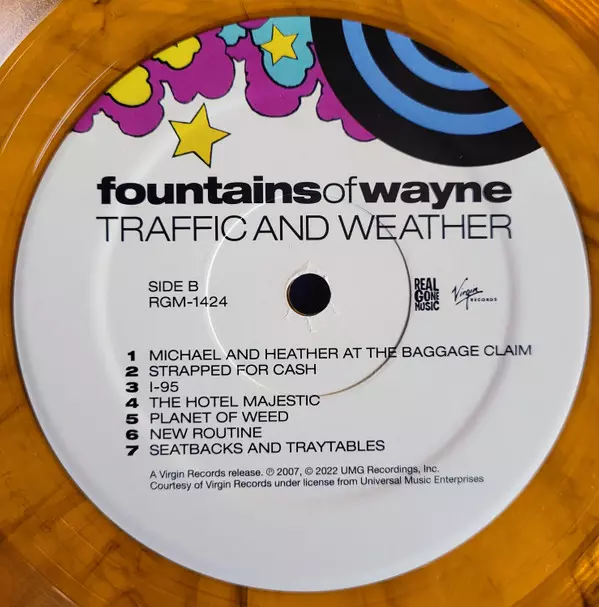 fountainsofwayne
TRAFFIC AND WEATHER
SIDE B
RGM-1424
REAL
GONE
MUSIC
Virgin
RECORDS
1 MICHAEL AND HEATHER AT THE BAGGAGE CLAIM
2 STRAPPED FOR CASH
3 I-95
4 THE HOTEL MAJESTIC
5 PLANET OF WEED
6 NEW ROUTINE
7 SEATBACKS AND TRAYTABLES
A Virgin Records release. ℗ 2007, © 2022 UMG Recordings, Inc.
Courtesy of Virgin Records under license from Universal Music Enterprises